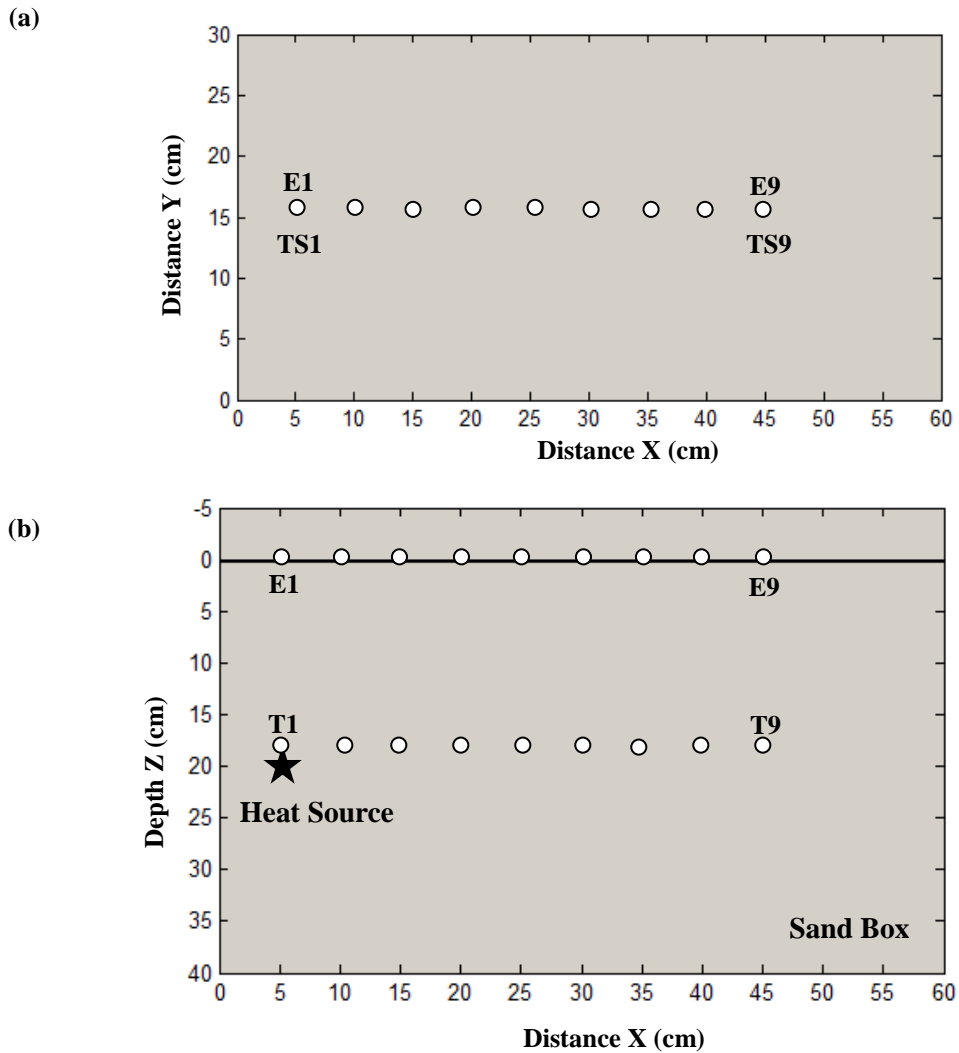 (a)
30
25
20
15
10
5
0
Distance Y (cm)
E1
E9
TS1
TS9
0 5 10 15 20 25 30 35 40 45 50 55 60
Distance X (cm)
(b)
-5
0
5
10
15
20
25
30
35
40
Depth Z (cm)
E1
E9
T1
T9
Heat Source
Sand Box
0 5 10 15 20 25 30 35 40 45 50 55 60
Distance X (cm)